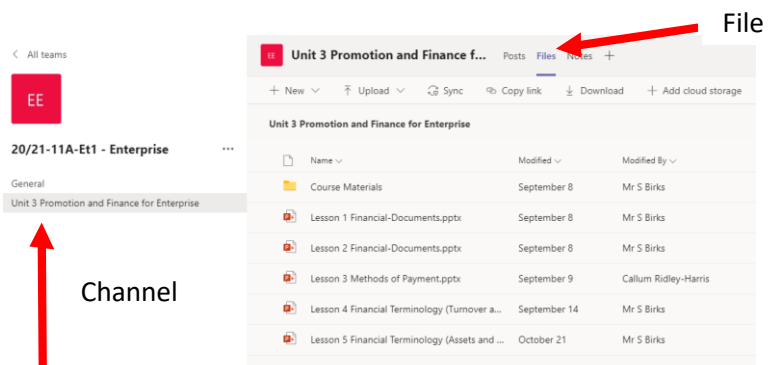 File
All teams
EE
Unit 3 Promotion and Finance f... Posts Files Notes +
+ New Upload Sync Copy link Download + Add cloud storage
EE
Unit 3 Promotion and Finance for Enterprise
20/21-11A-Et1 - Enterprise ...
Name Modified Modified By
General
Course Materials September 8 Mr S Birks
Unit 3 Promotion and Finance for Enterprise
Lesson 1 Financial-Documents.pptx September 8 Mr S Birks
Lesson 2 Financial-Documents.pptx September 8 Mr S Birks
Channel
Lesson 3 Methods of Payment.pptx September 9 Callum Ridley-Harris
Lesson 4 Financial Terminology (Turnover a... September 14 Mr S Birks
Lesson 5 Financial Terminology (Assets and ... October 21 Mr S Birks